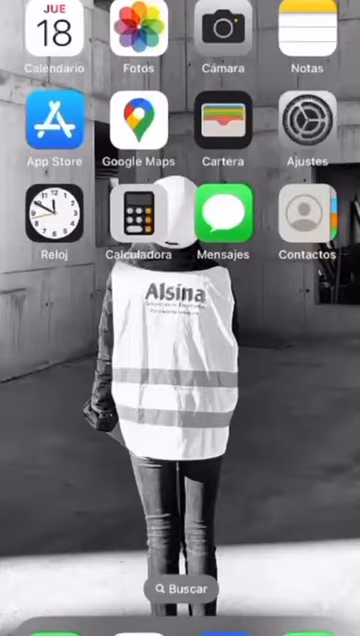 JUE
18
Calendario
Fotos
Cámara
Notas
App Store
Google Maps
Cartera
Ajustes
Reloj
Calculadora
Mensajes
Contactos
Alsina
Buscar